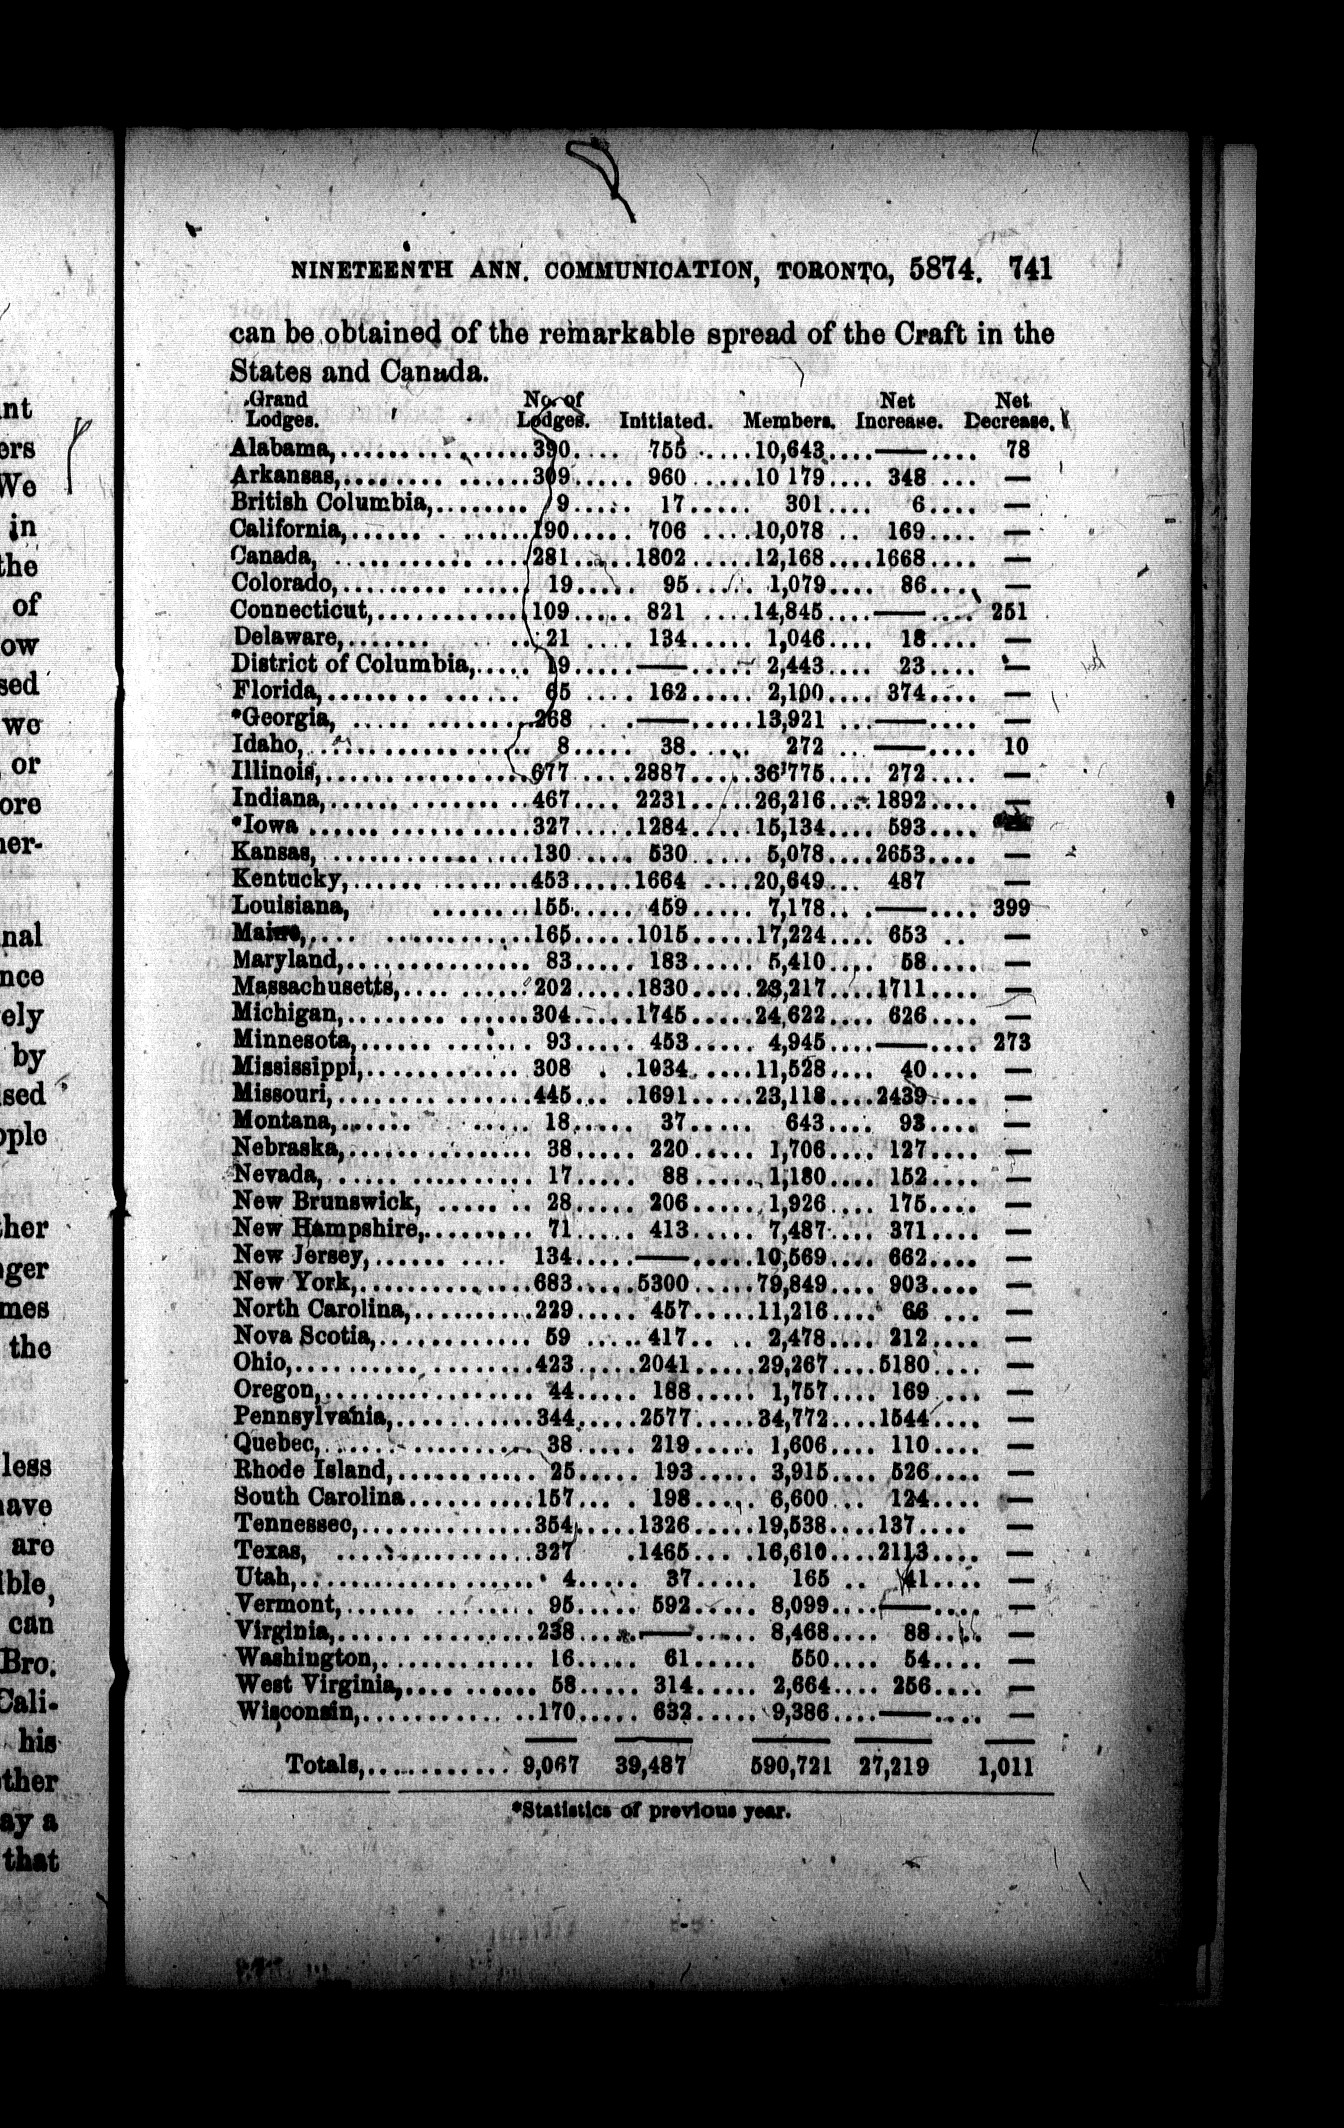 NINETEENTH ANN. COMMUNICATION, TORONTO, 5874. 741
can be obtained of the remarkable spread of the Craft in the
States and Canada.
Grand Lodges. No. of Lodges. Initiated. Members. Net Increase. Net Decrease.
Alabama,.................390.... 755 .....10,643....——.... 78
Arkansas,................309..... 960 ....10 179.... 348 .... —
British Columbia,........ 9..... 17..... 301.... 6.... —
California,...... . ......190..... 706 ....10,078 .. 169.... —
Canada, .................281.....1802 .....12,168....1668.... —
Colorado,......... ...... 19..... 95 ..... 1,079.... 86.... —
Connecticut,.............109..... 821 ....14,845....——.... 251
Delaware,....... .. 21 .... 134..... 1,046.... 18.... —
District of Columbia,..... 19.... ——..... 2,443.... 23.... —
Florida,........ ...... 65 .... 162..... 2,100.... 374.... —
*Georgia, ..... .........268 .——.....13,921 ...——.... —
Idaho, ................. 8..... 38..... 272 .. ——.... 10
Illinois,................677 ....2887.....36'775.... 272.... —
Indiana,...... ..........467.... 2231.....26,216....1892.... —
*Iowa ...... ............327.....1284.....15,134.... 593....
Kansas, .................130..... 530 ..... 5,078....2653.... —
Kentucky,...... .........453.....1664 ....20,649... 487 —
Louisiana, ........155..... 459..... 7,178.. .——.... 399
Maine,.... .............165.....1015.....17,224.... 653 .. —
Maryland,............... 83..... 183..... 5,410.... 58.... —
Massachusetts,.... ......202.....1830.....23,217....1711.... —
Michigan,........ .......304.....1745.....24,622.... 626.... —
Minnesota,...... ....... 93..... 453..... 4,945....——.... 273
Mississippi,............ 308 . .1034.....11,528.... 40.... —
Missouri,................445... .1691.....23,118....2439.... —
Montana,...... ...... 18..... 37..... 643.... 93.... —
Nebraska,............... 38..... 220 ..... 1,706.... 127.... —
Nevada, ..... .......... 17..... 88 ..... 1,180.... 152.... —
New Brunswick, ..... .. 28..... 206 ..... 1,926.... 175.... —
New Hampshire,......... 71..... 413..... 7,487.... 371.... —
New Jersey,...... .... 134.....——.....10,569.... 662.... —
New York,...............683.....5300 .....79,849.... 903.... —
North Carolina,..........229..... 457.....11,216.... 66 ... —
Nova Scotia,............ 59 ..... 417.. .. 2,478.... 212.... —
Ohio,.......... .........423.....2041 .....29,267....5180 .... —
Oregon,................. 44..... 188..... 1,757.... 169 ... —
Pennsylvania,............344.....2577.....34,772....1544.... —
Quebec,..... ........... 38..... 219..... 1,606.... 110.... —
Rhode Island,........... 25..... 193..... 3,915.... 526.... —
South Carolina..........157... . 198..... 6,600 ... 124.... —
Tennessee,...............354.....1326.....19,538....137.... —
Texas, ................327 .1465... .16,610....2113.... —
Utah,................... 4..... 37..... 165 .. 41.... —
Vermont,...... ........ 95..... 592..... 8,099....——.... —
Virginia,................238.....——..... 8,468.... 88.... —
Washington,............ 16..... 61..... 550.... 54.... —
West Virginia,.... ...... 58..... 314..... 2,664.... 256.... —
Wisconsin,.......... ..170..... 632..... 9,386....——.... —
Totals,............ 9,067 39,487 590,721 27,219 1,011
*Statistics of previous year.